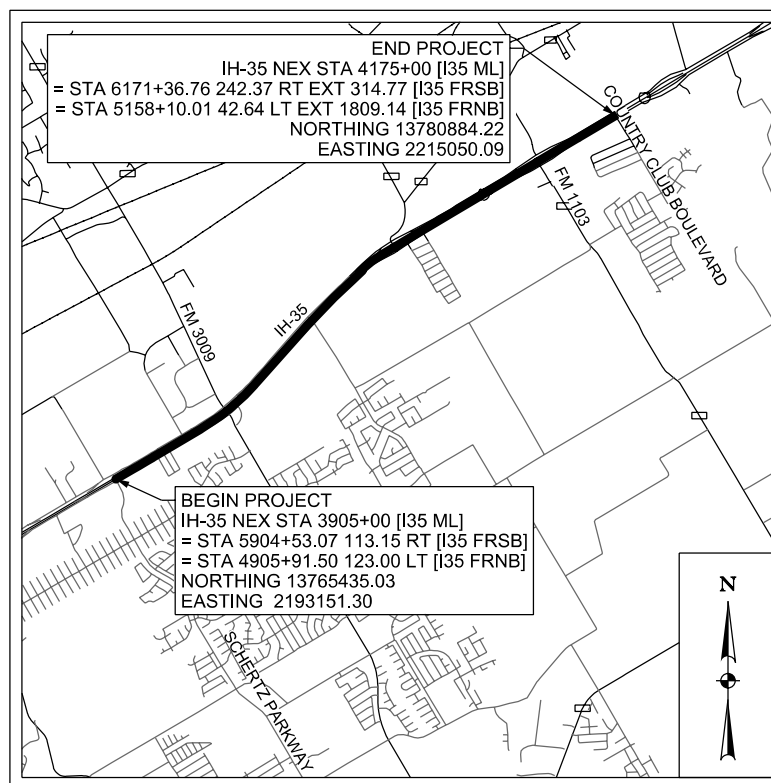 END PROJECT
IH-35 NEX STA 4175+00 [I35 ML]
= STA 6171+36.76 242.37 RT EXT 314.77 [I35 FRSB]
= STA 5158+10.01 42.64 LT EXT 1809.14 [I35 FRNB]
NORTHING 13780884.22
EASTING 2215050.09
COUNTRY CLUB BOULEVARD
FM 1103
FM 3009
IH-35
BEGIN PROJECT
IH-35 NEX STA 3905+00 [I35 ML]
= STA 5904+53.07 113.15 RT [I35 FRSB]
= STA 4905+91.50 123.00 LT [I35 FRNB]
NORTHING 13765435.03
EASTING 2193151.30
SCHERTZ PARKWAY
N